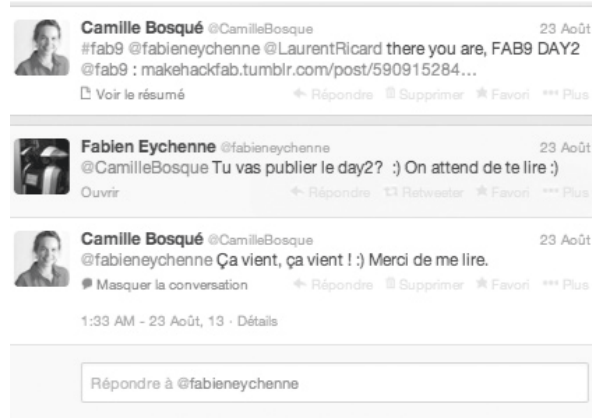 Camille Bosqué @CamilleBosque 23 Août
#fab9 @fabieneychenne @LaurentRicard there you are, FAB9 DAY2
@fab9 : makehackfab.tumblr.com/post/590915284…
Voir le résumé Répondre Supprimer Favori Plus
Fabien Eychenne @fabieneychenne 23 Août
@CamilleBosque Tu vas publier le day2? :) On attend de te lire :)
Ouvrir Répondre Retweeter Favori Plus
Camille Bosqué @CamilleBosque 23 Août
@fabieneychenne Ça vient, ça vient ! :) Merci de me lire.
Masquer la conversation Répondre Supprimer Favori Plus
1:33 AM - 23 Août, 13 · Détails
Répondre à @fabieneychenne